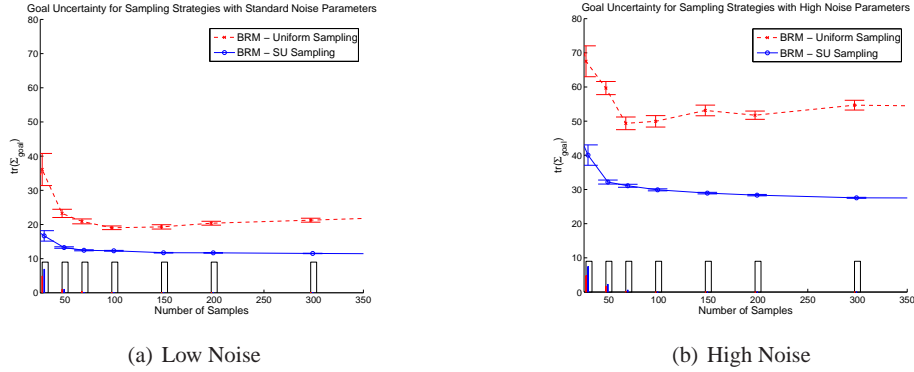 Goal Uncertainty for Sampling Strategies with Standard Noise Parameters
80
70
60
50
40
30
20
10
0
tr(Σgoal)
BRM − Uniform Sampling
BRM − SU Sampling
50 100 150 200 250 300 350
Number of Samples
(a) Low Noise
Goal Uncertainty for Sampling Strategies with High Noise Parameters
80
70
60
50
40
30
20
10
0
tr(Σgoal)
BRM − Uniform Sampling
BRM − SU Sampling
50 100 150 200 250 300 350
Number of Samples
(b) High Noise